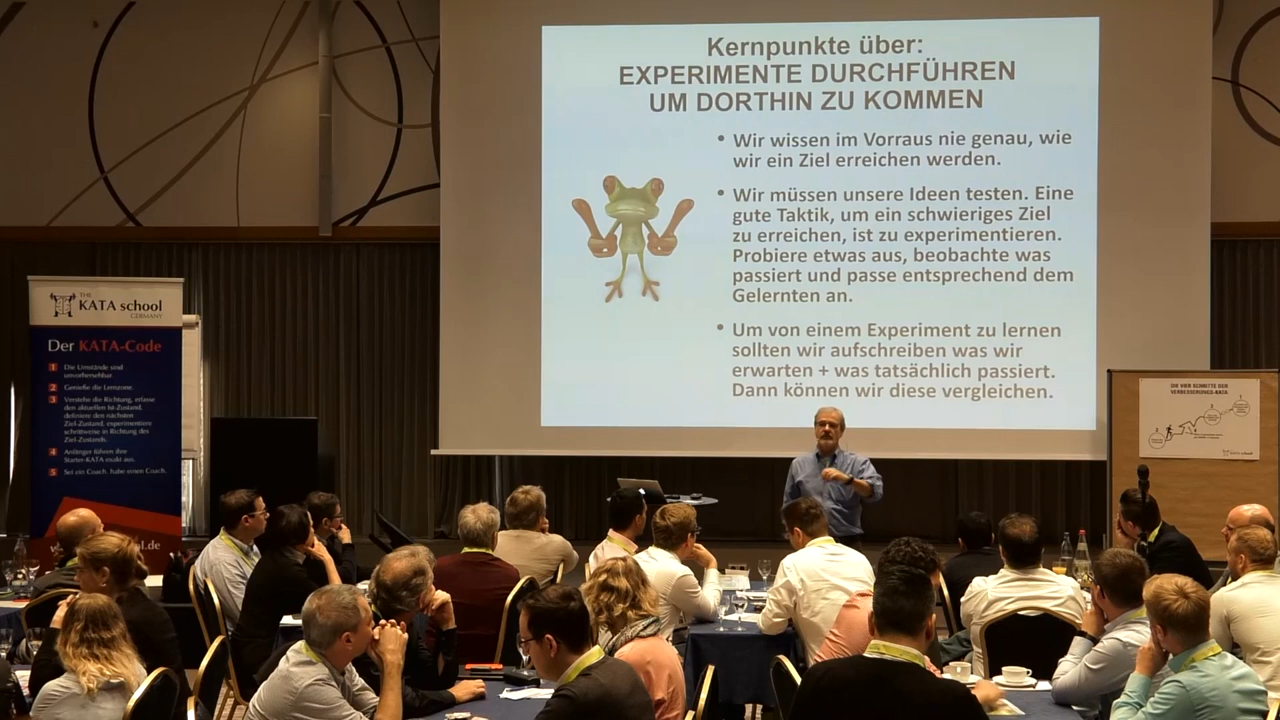 Kernpunkte über:
EXPERIMENTE DURCHFÜHREN
UM DORTHIN ZU KOMMEN
• Wir wissen im Vorraus nie genau, wie
wir ein Ziel erreichen werden.
• Wir müssen unsere Ideen testen. Eine
gute Taktik, um ein schwieriges Ziel
zu erreichen, ist zu experimentieren.
Probiere etwas aus, beobachte was
passiert und passe entsprechend dem
Gelernten an.
• Um von einem Experiment zu lernen
sollten wir aufschreiben was wir
erwarten + was tatsächlich passiert.
Dann können wir diese vergleichen.
THE
KATA school
GERMANY
Der KATA-Code
1 Die Umstände sind
unvorhersehbar.
2 Genieße die Lernzone.
3 Verstehe die Richtung, erfasse
den aktuellen Ist-Zustand,
definiere den nächsten
Ziel-Zustand, experimentiere
schrittweise in Richtung des
Ziel-Zustands.
4 Anfänger führen ihre
Starter-KATA exakt aus.
5 Sei ein Coach, habe einen Coach.
DIE VIER SCHRITTE DER
VERBESSERUNGS-KATA
KATA school